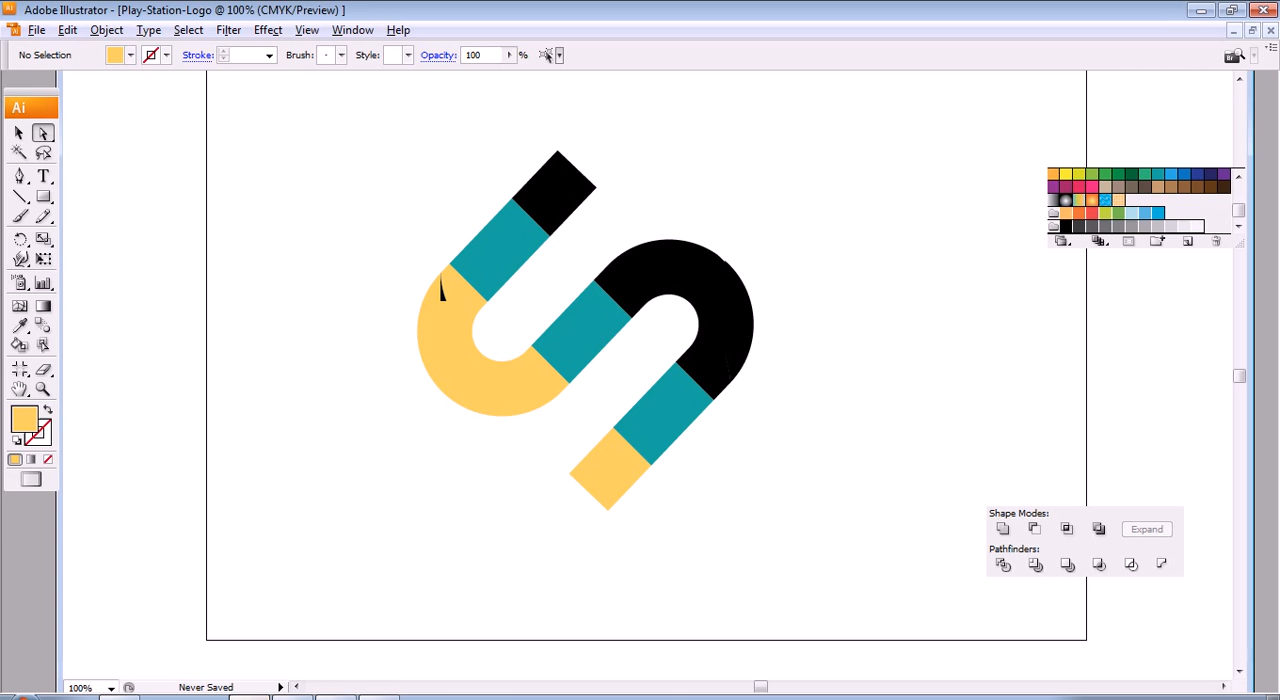 Adobe Illustrator - [Play-Station-Logo @ 100% (CMYK/Preview) ]
File Edit Object Type Select Filter Effect View Window Help
No Selection Stroke: Brush: Style: Opacity: 100 %
Ai
T
Shape Modes:
Expand
Pathfinders:
100% Never Saved